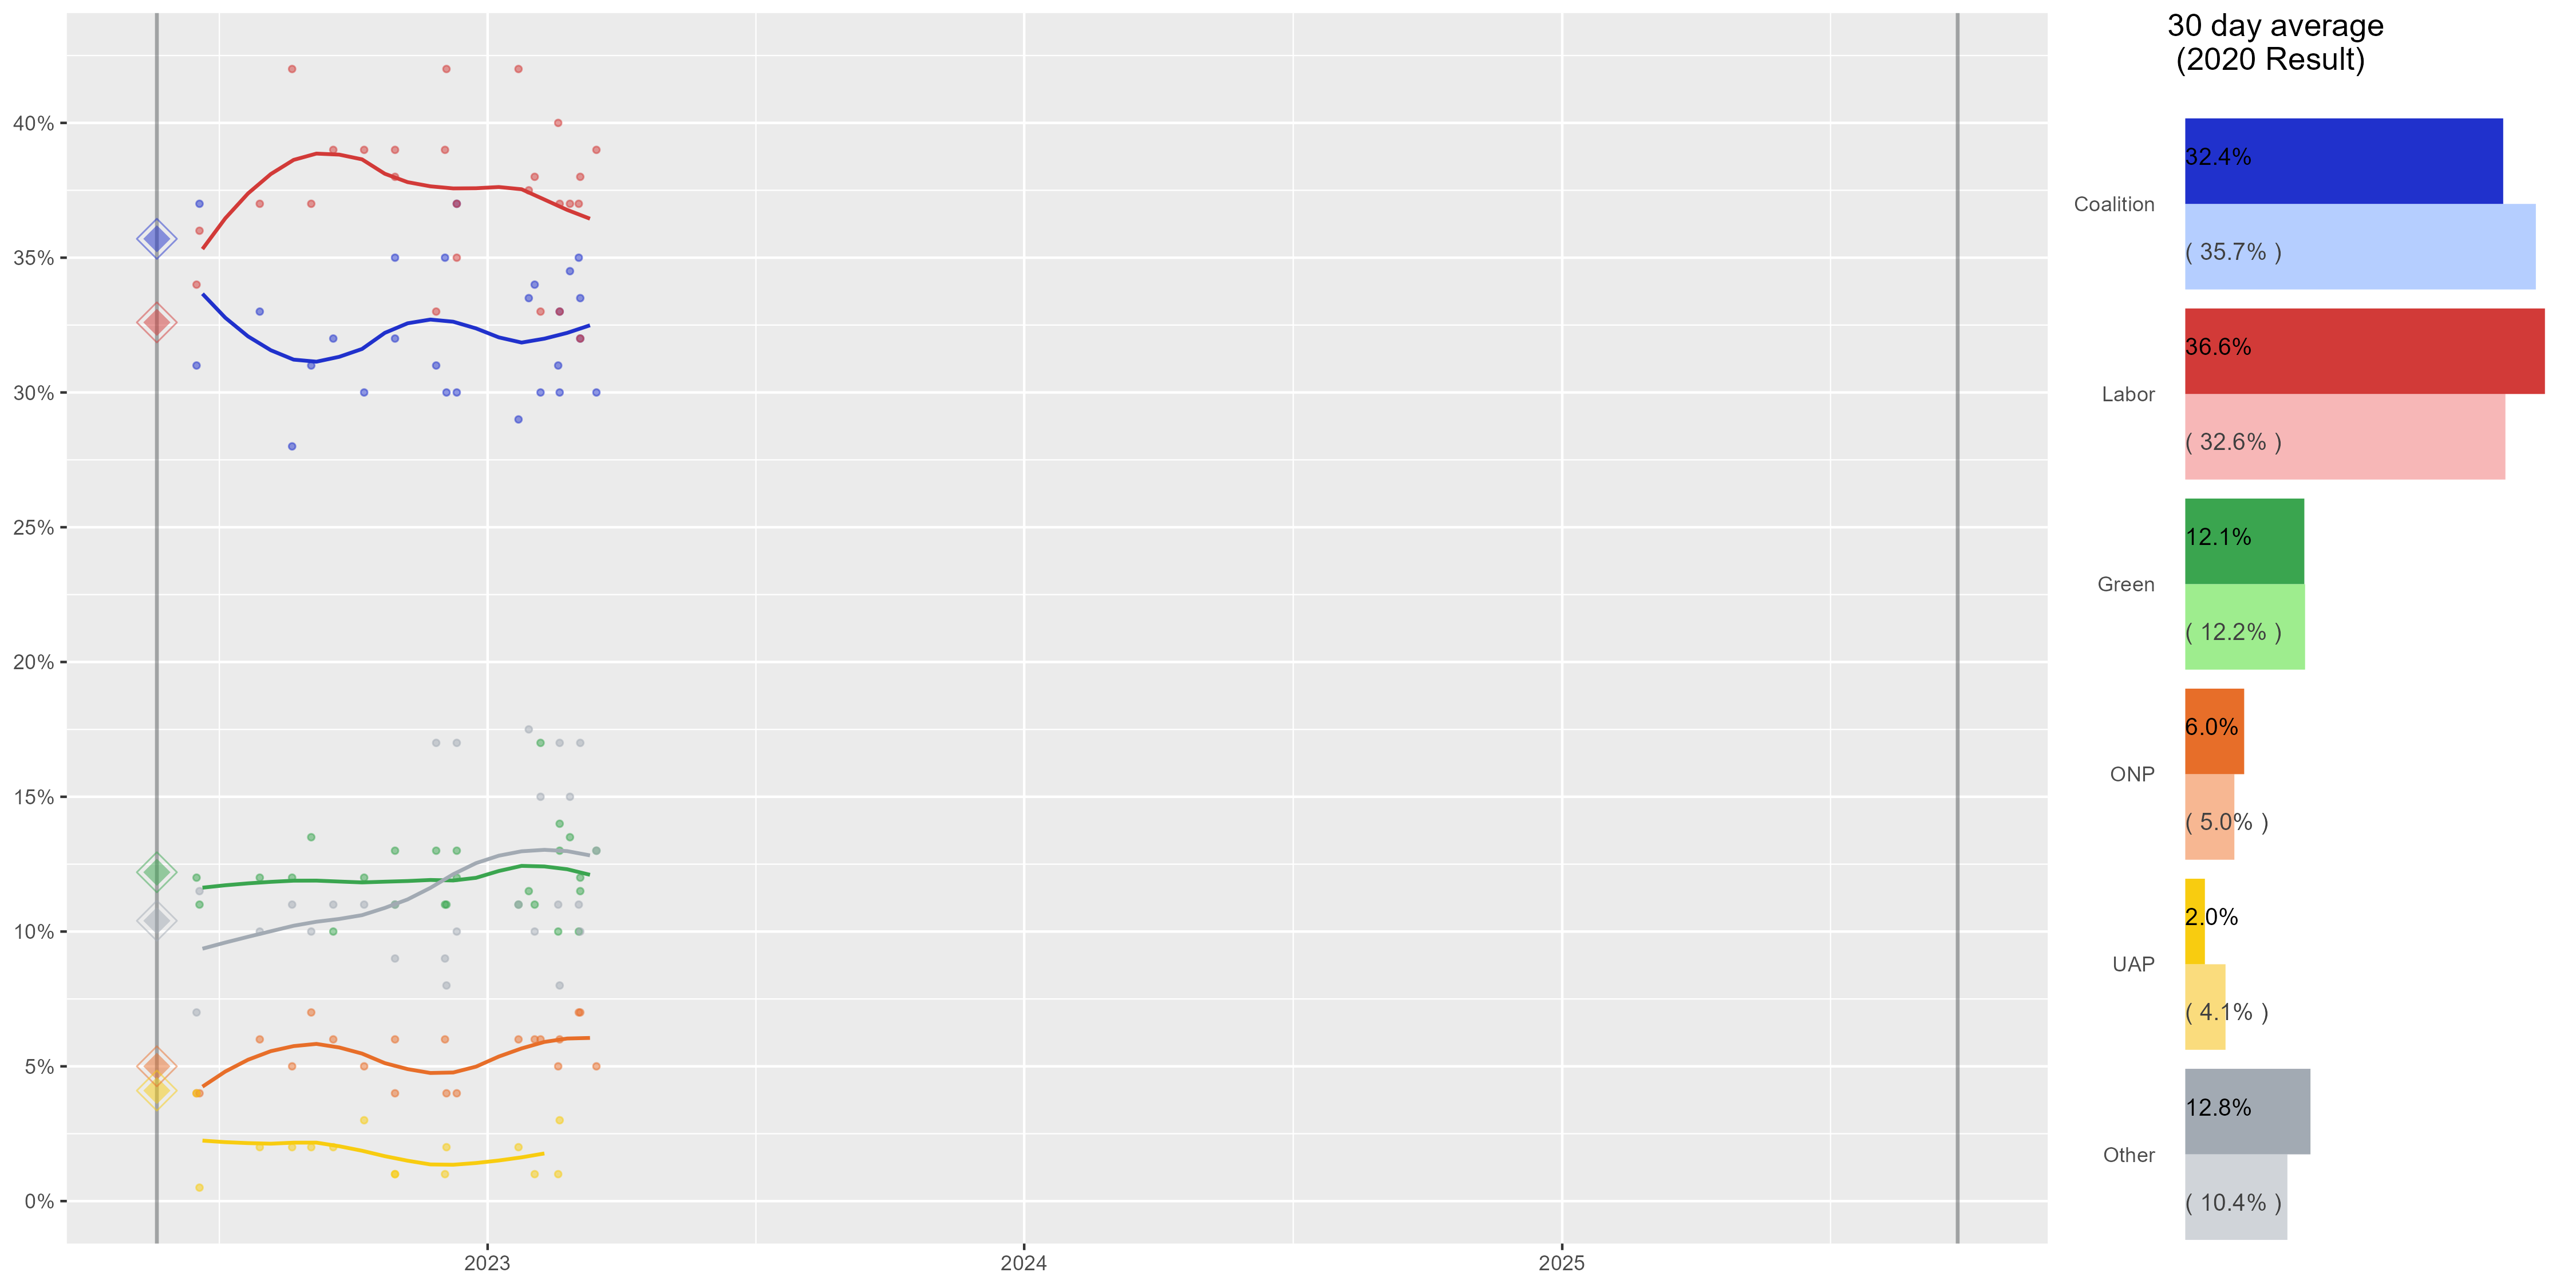 40%
35%
30%
25%
20%
15%
10%
5%
0%
2023
2024
2025
30 day average
(2020 Result)
Coalition
32.4%
( 35.7% )
Labor
36.6%
( 32.6% )
Green
12.1%
( 12.2% )
ONP
6.0%
( 5.0% )
UAP
2.0%
( 4.1% )
Other
12.8%
( 10.4% )